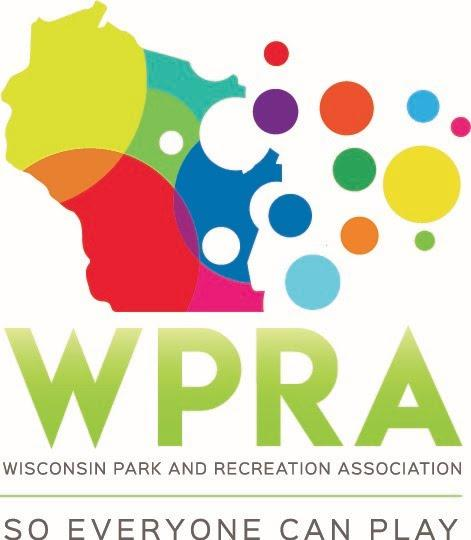 WPRA
WISCONSIN PARK AND RECREATION ASSOCIATION
SO EVERYONE CAN PLAY